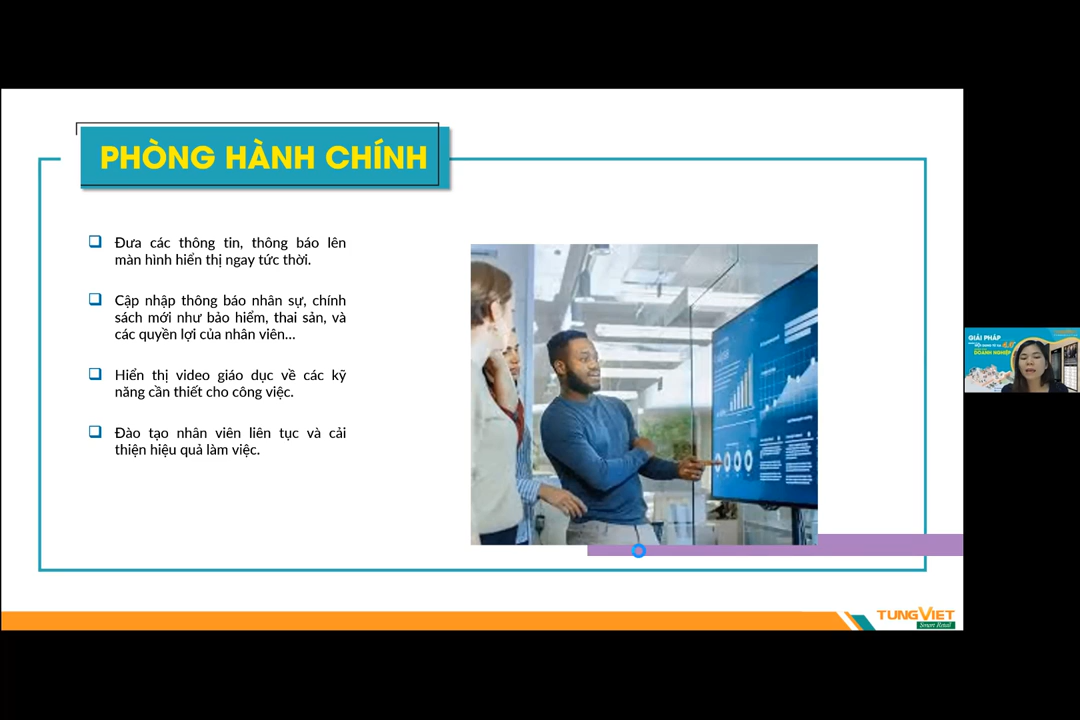 PHÒNG HÀNH CHÍNH
Đưa các thông tin, thông báo lên
màn hình hiển thị ngay tức thời.
Cập nhập thông báo nhân sự, chính
sách mới như bảo hiểm, thai sản, và
các quyền lợi của nhân viên...
Hiển thị video giáo dục về các kỹ
năng cần thiết cho công việc.
Đào tạo nhân viên liên tục và cải
thiện hiệu quả làm việc.
GIẢI PHÁP
DOANH NGHIỆP
TUNGVIET
Smart Retail